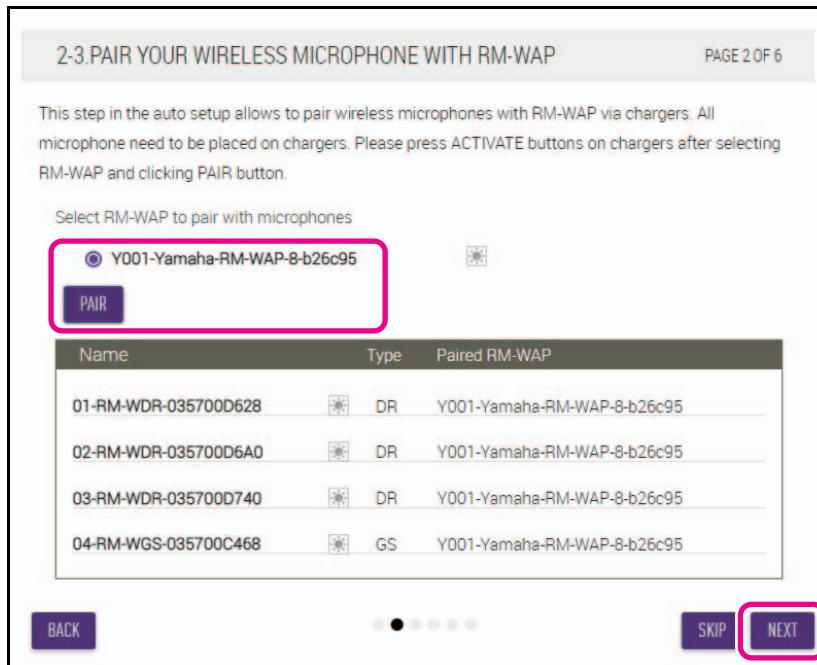 2-3.PAIR YOUR WIRELESS MICROPHONE WITH RM-WAP PAGE 2 OF 6
This step in the auto setup allows to pair wireless microphones with RM-WAP via chargers. All
microphone need to be placed on chargers. Please press ACTIVATE buttons on chargers after selecting
RM-WAP and clicking PAIR button.
Select RM-WAP to pair with microphones
Y001-Yamaha-RM-WAP-8-b26c95
PAIR
Name Type Paired RM-WAP
01-RM-WDR-035700D628 DR Y001-Yamaha-RM-WAP-8-b26c95
02-RM-WDR-035700D6A0 DR Y001-Yamaha-RM-WAP-8-b26c95
03-RM-WDR-035700D740 DR Y001-Yamaha-RM-WAP-8-b26c95
04-RM-WGS-035700C468 GS Y001-Yamaha-RM-WAP-8-b26c95
BACK SKIP NEXT